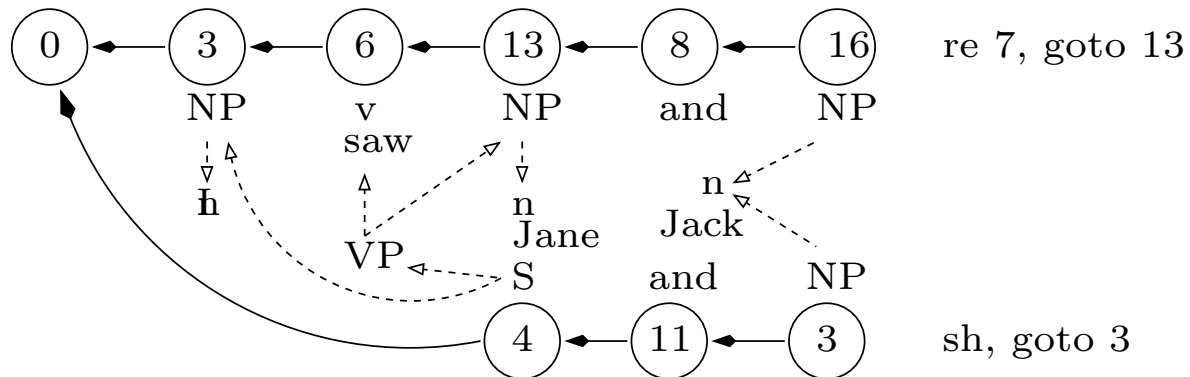 0 3 6 13 8 16 re 7, goto 13
NP v NP and NP
saw
n n n
Jane Jack
VP S and NP
4 11 3 sh, goto 3